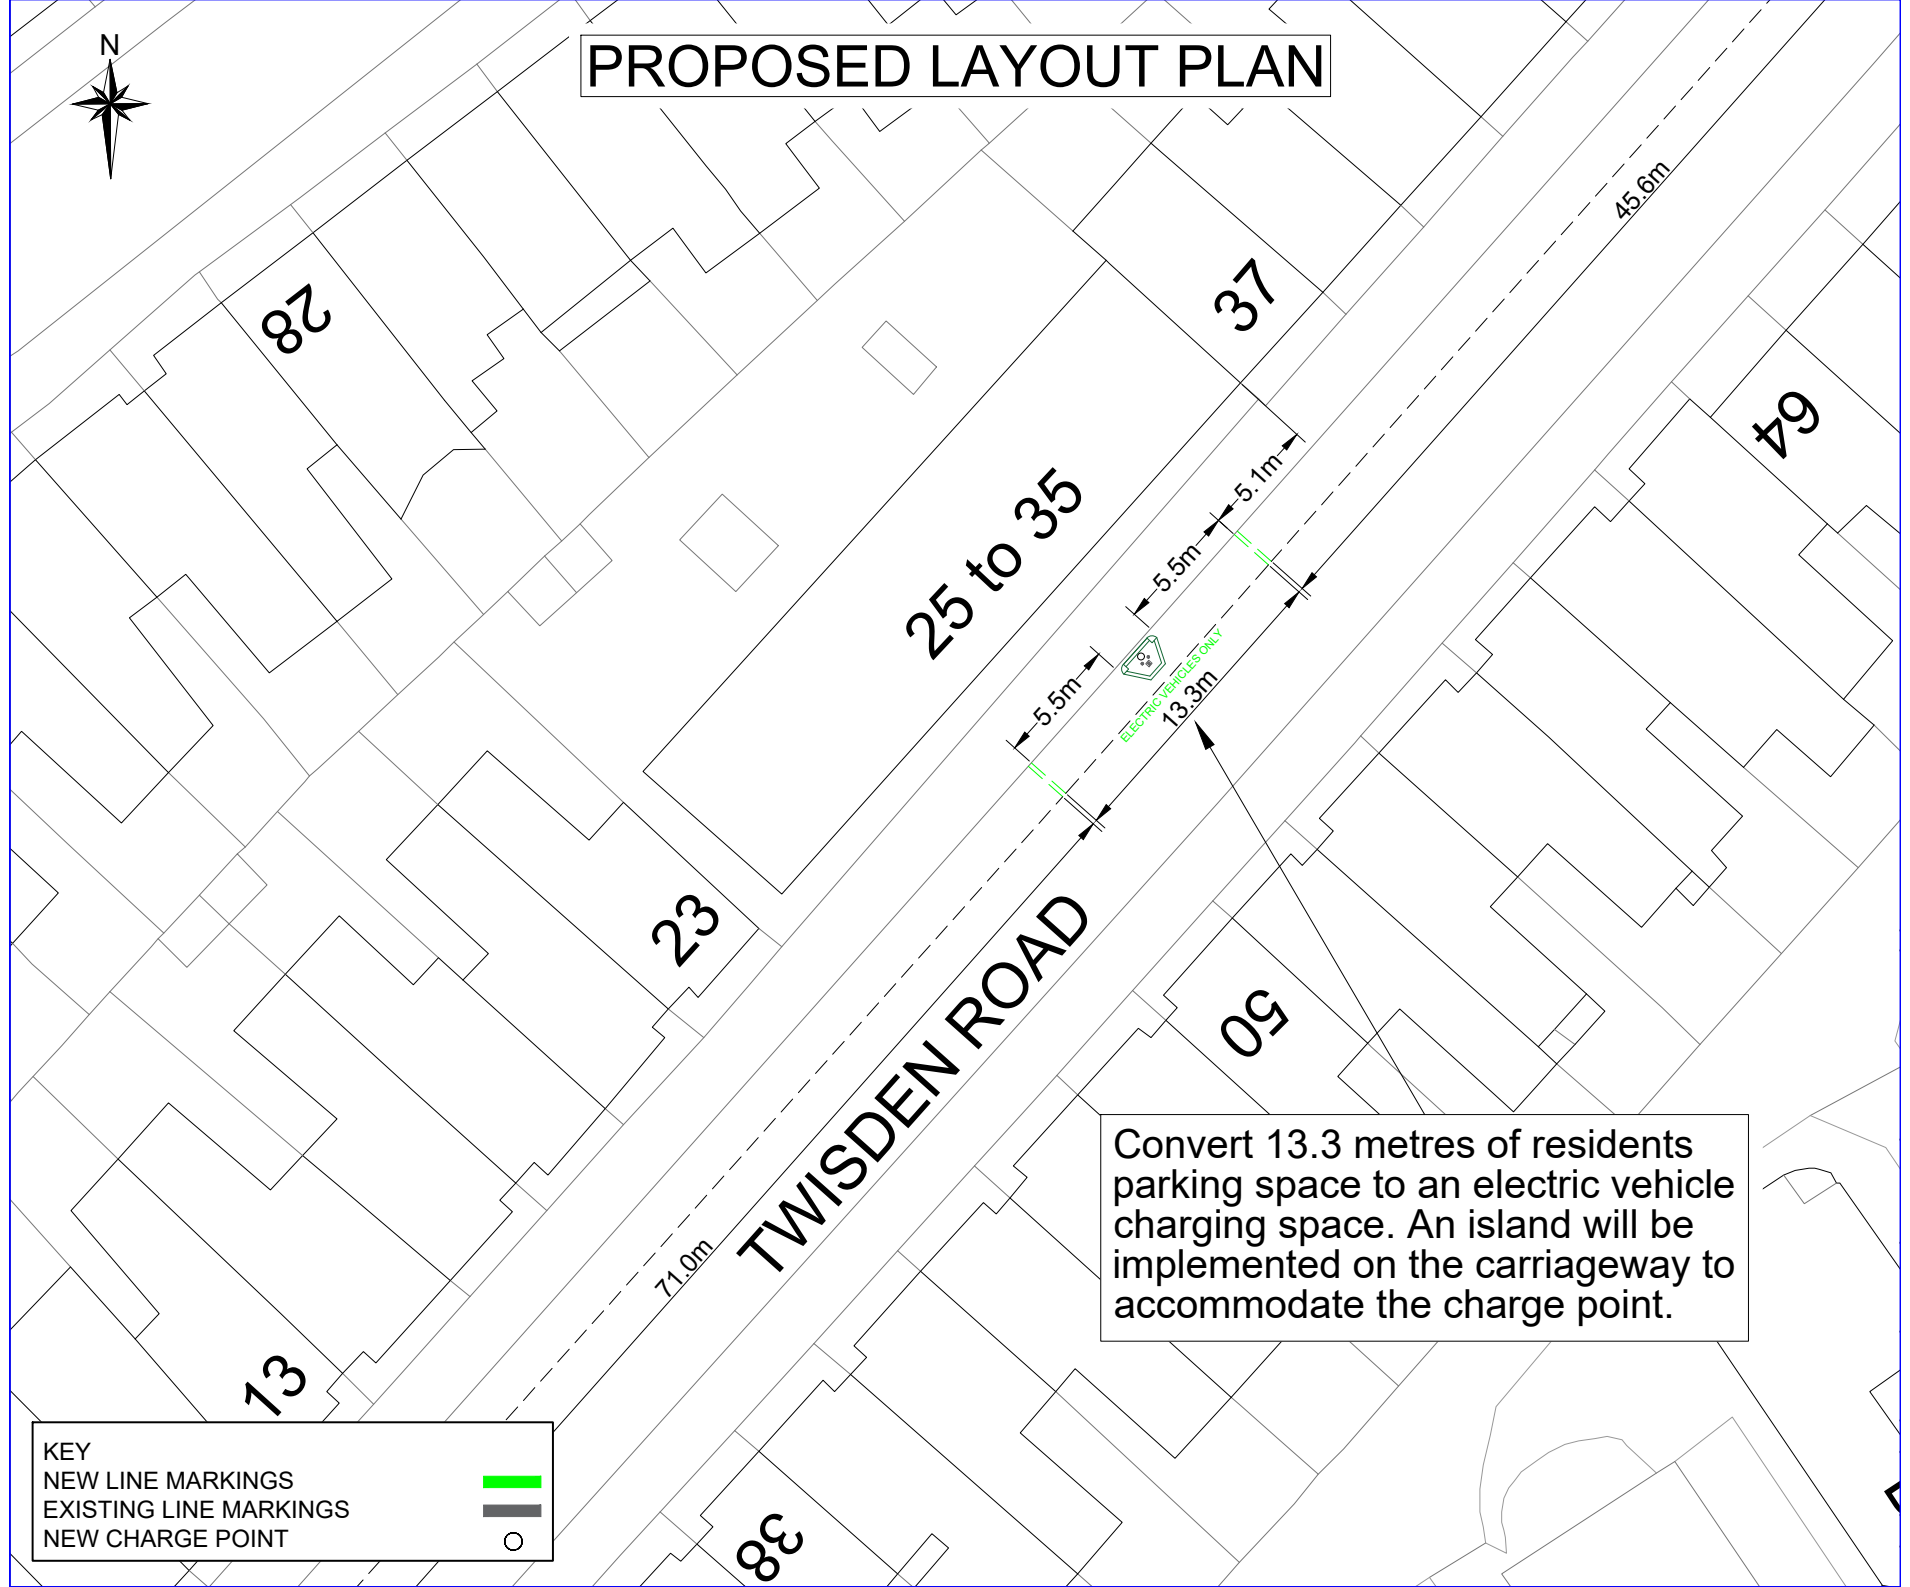 N
PROPOSED LAYOUT PLAN
45.6m
28
37
64
5.1m
25 to 35
5.5m
ELECTRIC VEHICLES ONLY
5.5m
13.3m
23
TWISDEN ROAD
50
Convert 13.3 metres of residents
parking space to an electric vehicle
charging space. An island will be
implemented on the carriageway to
accommodate the charge point.
71.0m
13
KEY
NEW LINE MARKINGS
EXISTING LINE MARKINGS
NEW CHARGE POINT
38